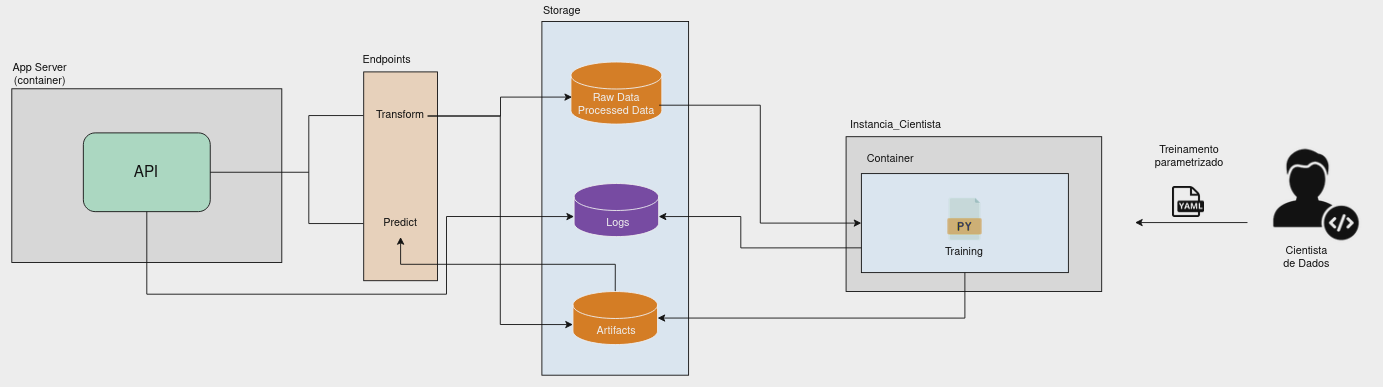 App Server
(container)
API
Endpoints
Transform
Predict
Storage
Raw Data
Processed Data
Logs
Artifacts
Instancia_Cientista
Container
PY
Training
Treinamento
parametrizado
YAML
</>
Cientista
de Dados